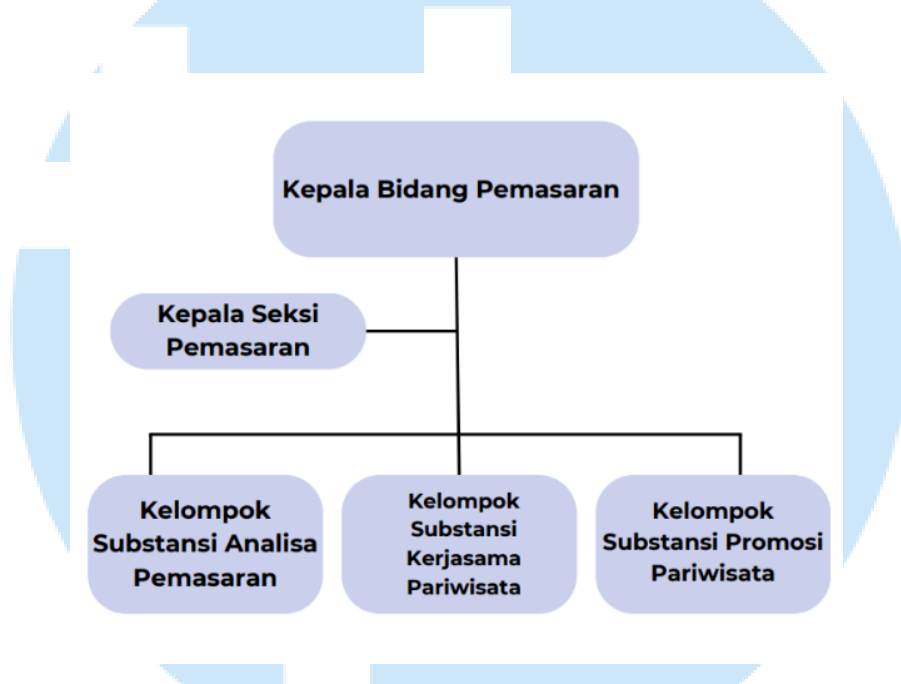 Kepala Bidang Pemasaran
Kepala Seksi
Pemasaran
Kelompok
Substansi Analisa
Pemasaran
Kelompok
Substansi
Kerjasama
Pariwisata
Kelompok
Substansi Promosi
Pariwisata